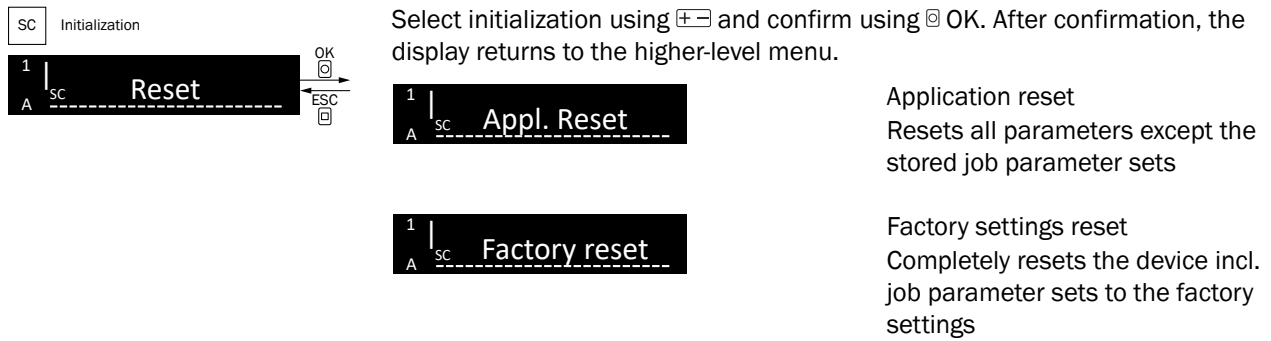 SC Initialization
1 SC Reset
A
OK
ESC
Select initialization using + − and confirm using OK. After confirmation, the
display returns to the higher-level menu.
1 SC Appl. Reset
A
Application reset
Resets all parameters except the
stored job parameter sets
1 SC Factory reset
A
Factory settings reset
Completely resets the device incl.
job parameter sets to the factory
settings